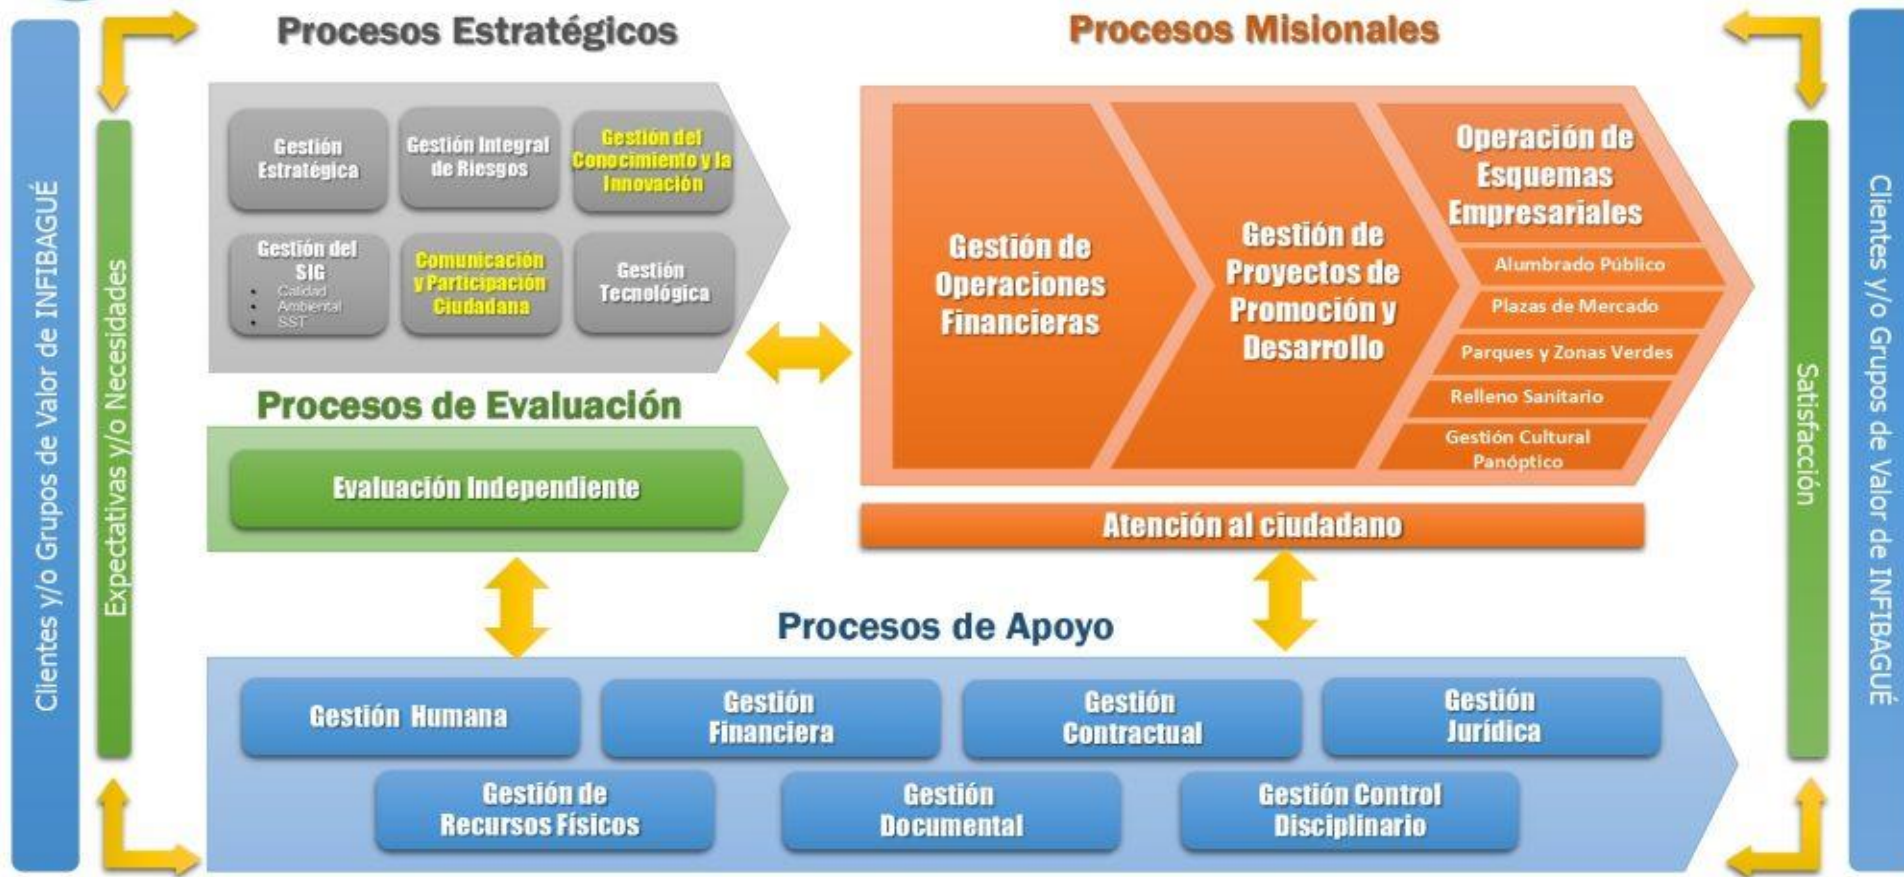 Clientes y/o Grupos de Valor de INFIBAGUÉ
Expectativas y/o Necesidades
Procesos Estratégicos
Gestión
Estratégica
Gestión Integral
de Riesgos
Gestión del
Conocimiento y la
Innovación
Gestión del
SIG
• Calidad
• Ambiental
• SST
Comunicación
y Participación
Ciudadana
Gestión
Tecnológica
Procesos de Evaluación
Evaluación Independiente
Procesos Misionales
Gestión de
Operaciones
Financieras
Gestión de
Proyectos de
Promoción y
Desarrollo
Operación de
Esquemas
Empresariales
Alumbrado Público
Plazas de Mercado
Parques y Zonas Verdes
Relleno Sanitario
Gestión Cultural
Panóptico
Atención al ciudadano
Procesos de Apoyo
Gestión Humana
Gestión
Financiera
Gestión
Contractual
Gestión
Jurídica
Gestión de
Recursos Físicos
Gestión
Documental
Gestión Control
Disciplinario
Satisfacción
Clientes y/o Grupos de Valor de INFIBAGUÉ